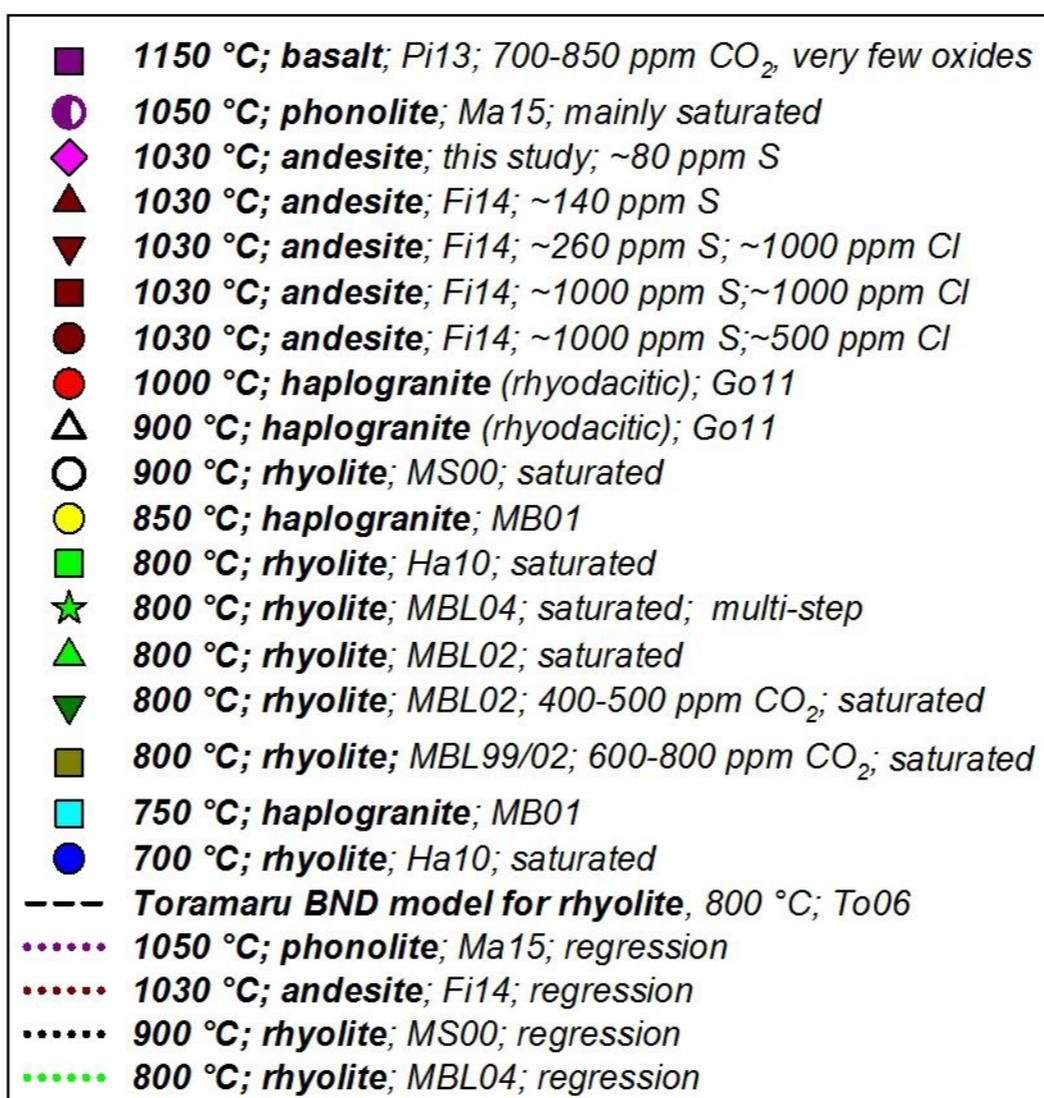 1150 °C; basalt; Pi13; 700-850 ppm CO₂, very few oxides
1050 °C; phonolite; Ma15; mainly saturated
1030 °C; andesite; this study; ~80 ppm S
1030 °C; andesite; Fi14; ~140 ppm S
1030 °C; andesite; Fi14; ~260 ppm S; ~1000 ppm Cl
1030 °C; andesite; Fi14; ~1000 ppm S;~1000 ppm Cl
1030 °C; andesite; Fi14; ~1000 ppm S;~500 ppm Cl
1000 °C; haplogranite (rhyodacitic); Go11
900 °C; haplogranite (rhyodacitic); Go11
900 °C; rhyolite; MS00; saturated
850 °C; haplogranite; MB01
800 °C; rhyolite; Ha10; saturated
800 °C; rhyolite; MBL04; saturated; multi-step
800 °C; rhyolite; MBL02; saturated
800 °C; rhyolite; MBL02; 400-500 ppm CO₂; saturated
800 °C; rhyolite; MBL99/02; 600-800 ppm CO₂; saturated
750 °C; haplogranite; MB01
700 °C; rhyolite; Ha10; saturated
Toramaru BND model for rhyolite, 800 °C; To06
1050 °C; phonolite; Ma15; regression
1030 °C; andesite; Fi14; regression
900 °C; rhyolite; MS00; regression
800 °C; rhyolite; MBL04; regression